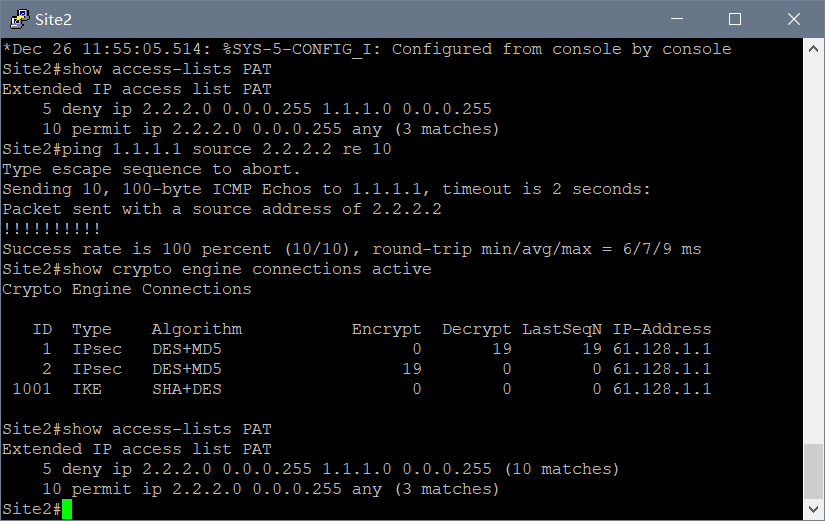 Site2
*Dec 26 11:55:05.514: %SYS-5-CONFIG_I: Configured from console by console
Site2#show access-lists PAT
Extended IP access list PAT
    5 deny ip 2.2.2.0 0.0.0.255 1.1.1.0 0.0.0.255
    10 permit ip 2.2.2.0 0.0.0.255 any (3 matches)
Site2#ping 1.1.1.1 source 2.2.2.2 re 10
Type escape sequence to abort.
Sending 10, 100-byte ICMP Echos to 1.1.1.1, timeout is 2 seconds:
Packet sent with a source address of 2.2.2.2
!!!!!!!!!!
Success rate is 100 percent (10/10), round-trip min/avg/max = 6/7/9 ms
Site2#show crypto engine connections active
Crypto Engine Connections

   ID  Type    Algorithm           Encrypt  Decrypt LastSeqN IP-Address
    1  IPsec   DES+MD5                   0       19       19 61.128.1.1
    2  IPsec   DES+MD5                  19        0        0 61.128.1.1
 1001  IKE     SHA+DES                   0        0        0 61.128.1.1

Site2#show access-lists PAT
Extended IP access list PAT
    5 deny ip 2.2.2.0 0.0.0.255 1.1.1.0 0.0.0.255 (10 matches)
    10 permit ip 2.2.2.0 0.0.0.255 any (3 matches)
Site2#